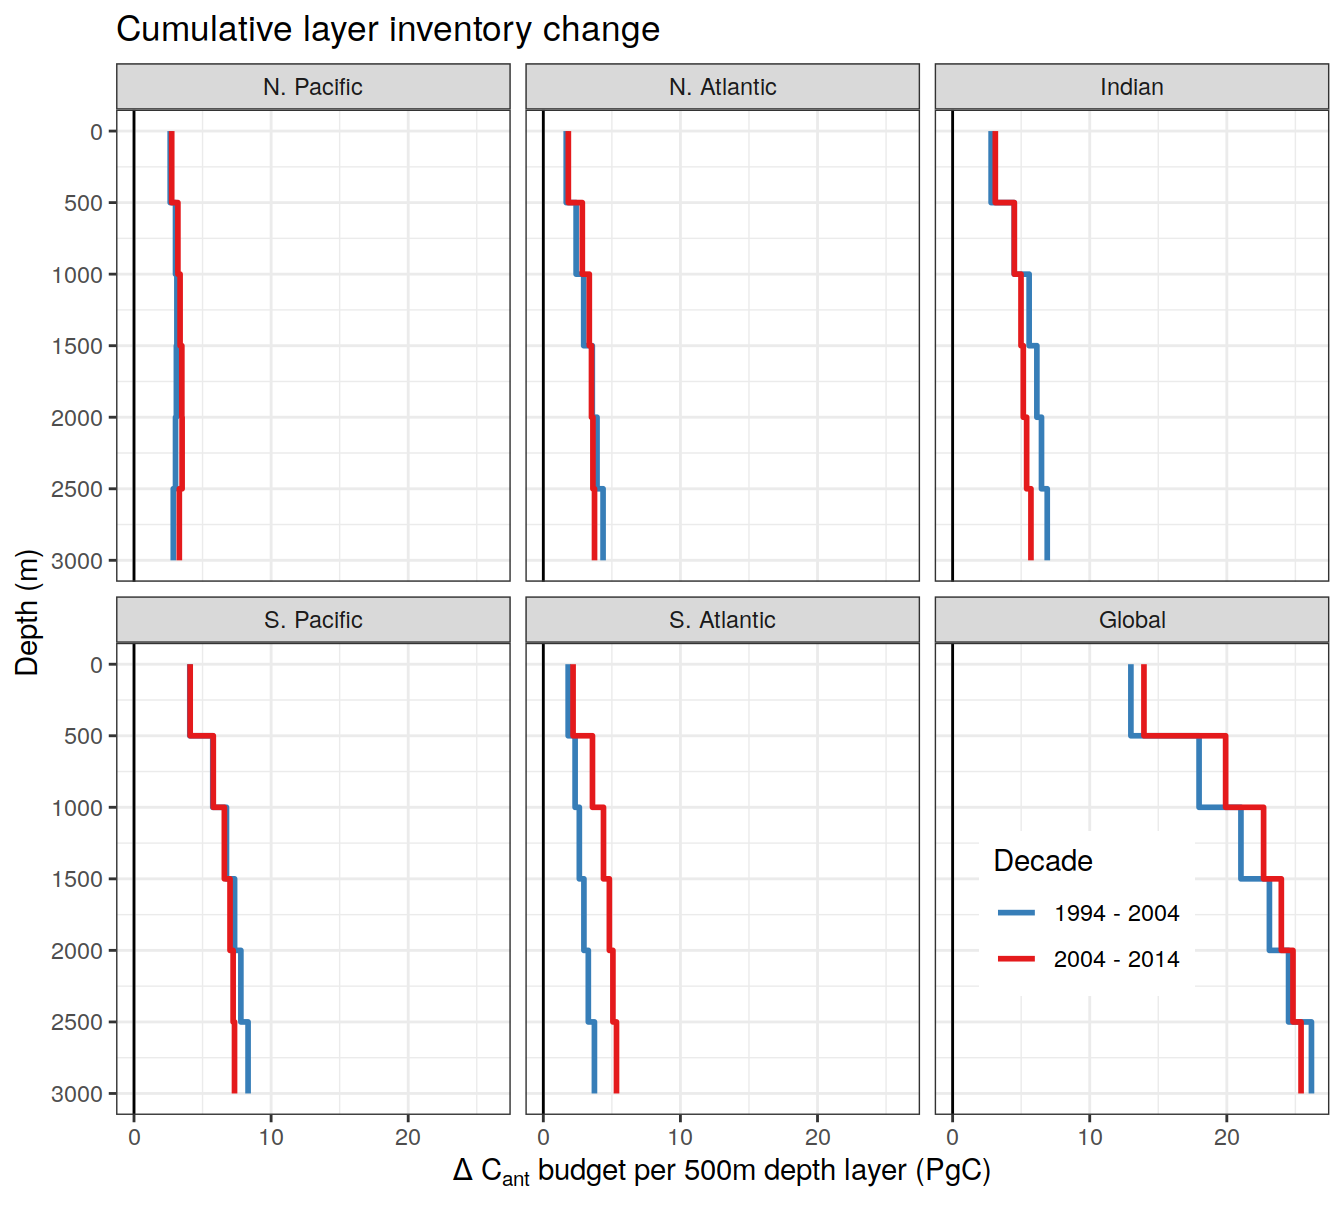 Cumulative layer inventory change
N. Pacific
N. Atlantic
Indian
0
500
1000
1500
2000
2500
3000
S. Pacific
S. Atlantic
Global
0
500
1000
1500
2000
2500
3000
Depth (m)
Decade
1994 - 2004
2004 - 2014
0 10 20
0 10 20
0 10 20
Δ Cant budget per 500m depth layer (PgC)